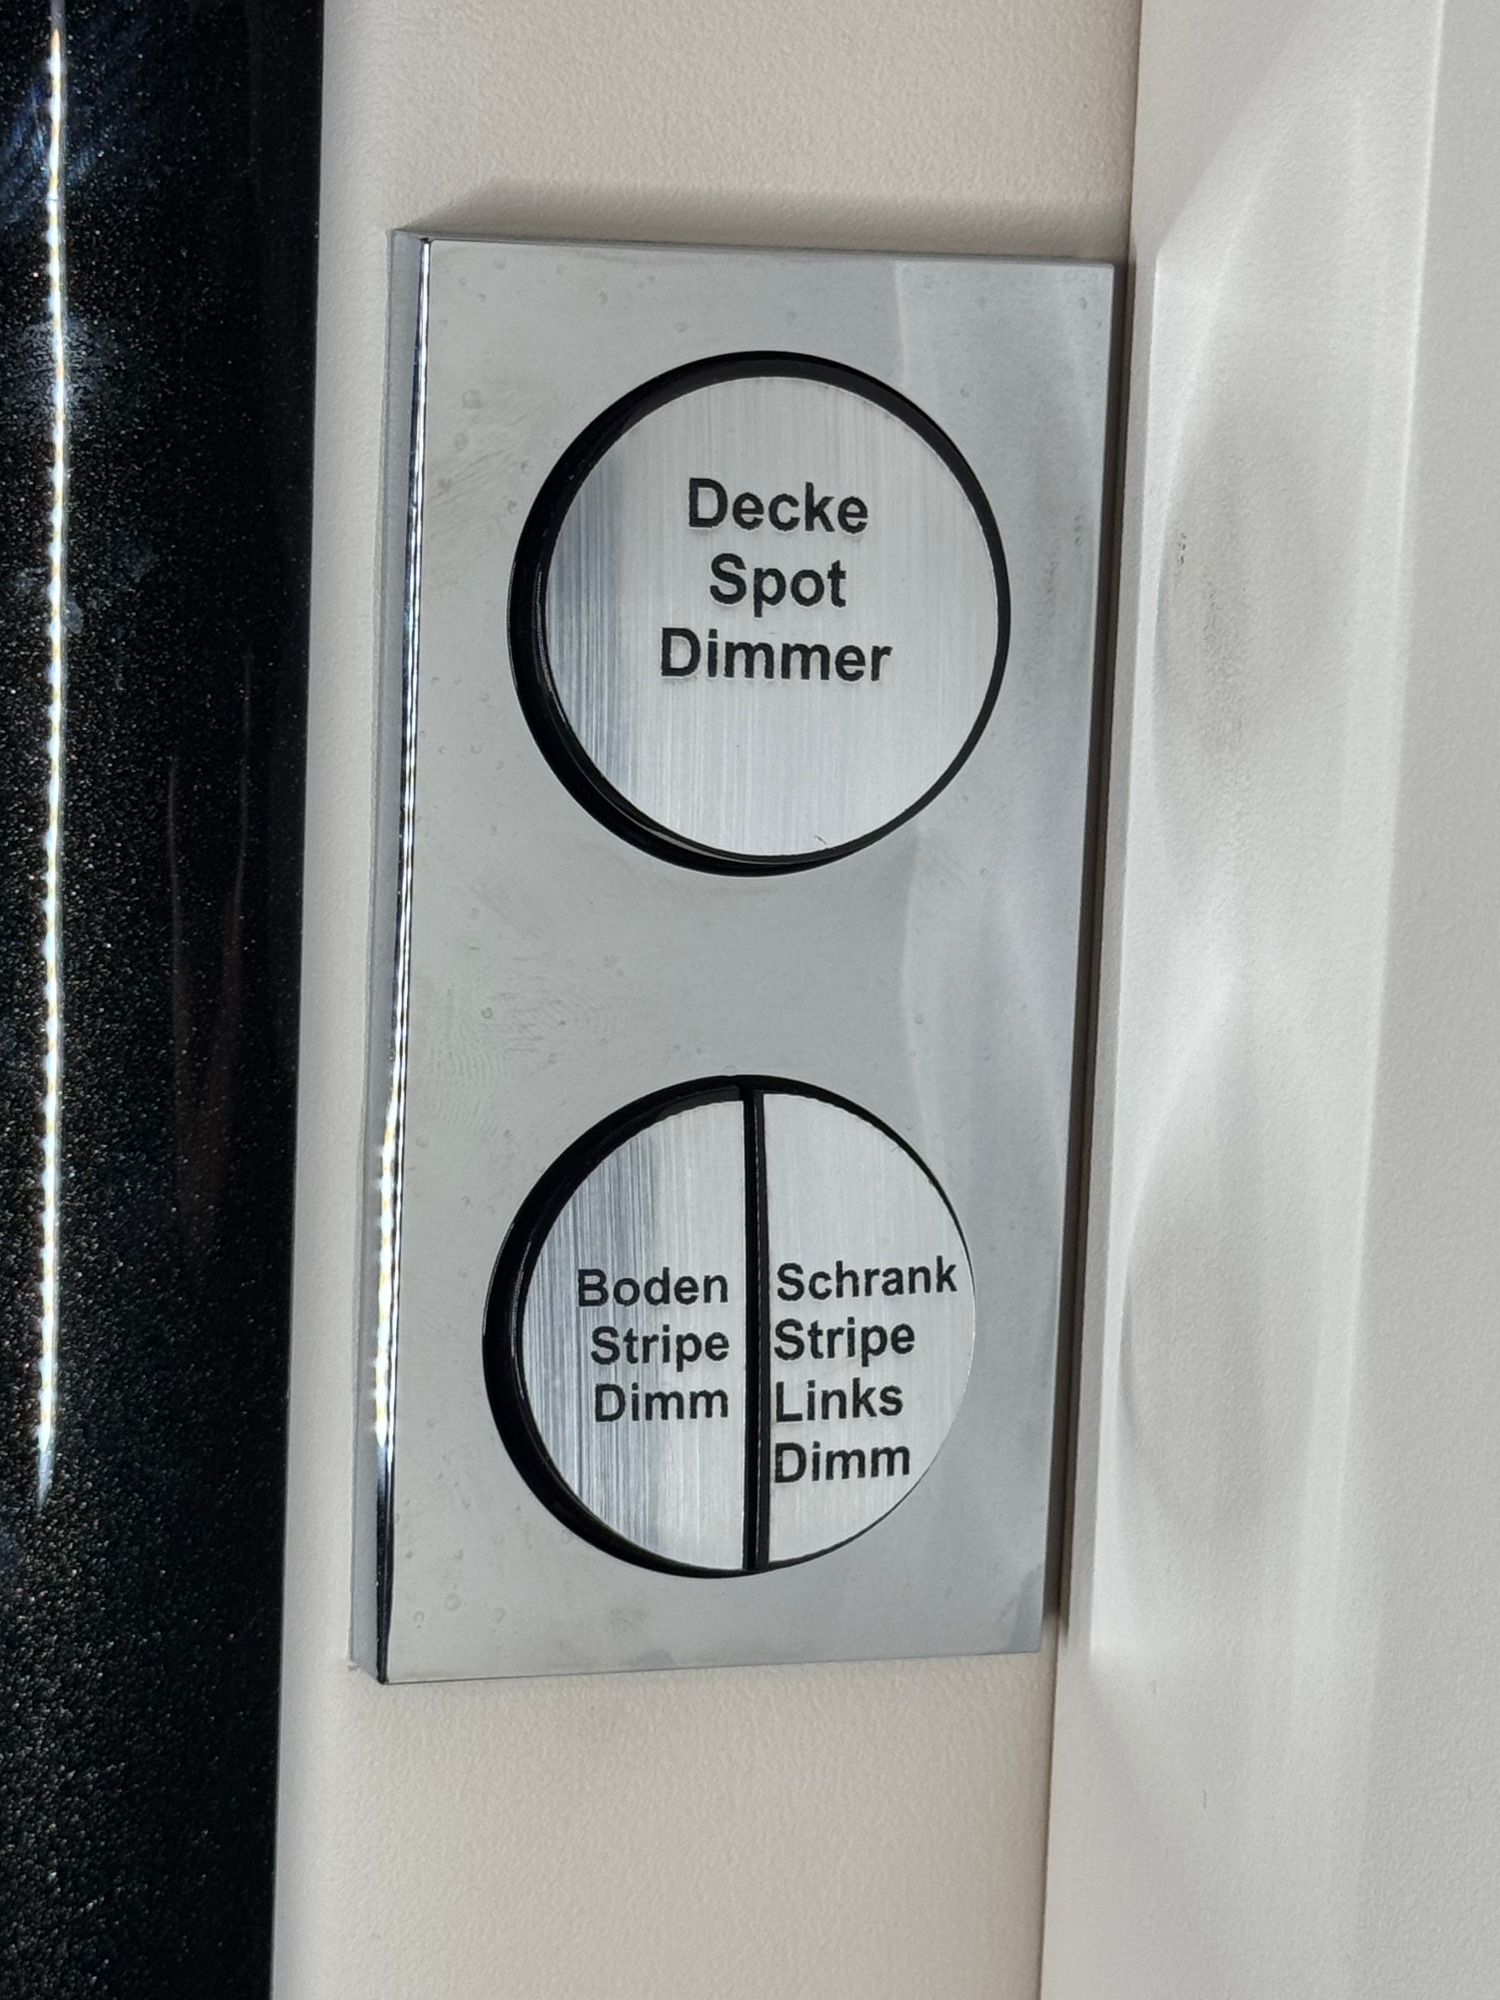 Decke
Spot
Dimmer
Boden
Stripe
Dimm
Schrank
Stripe
Links
Dimm